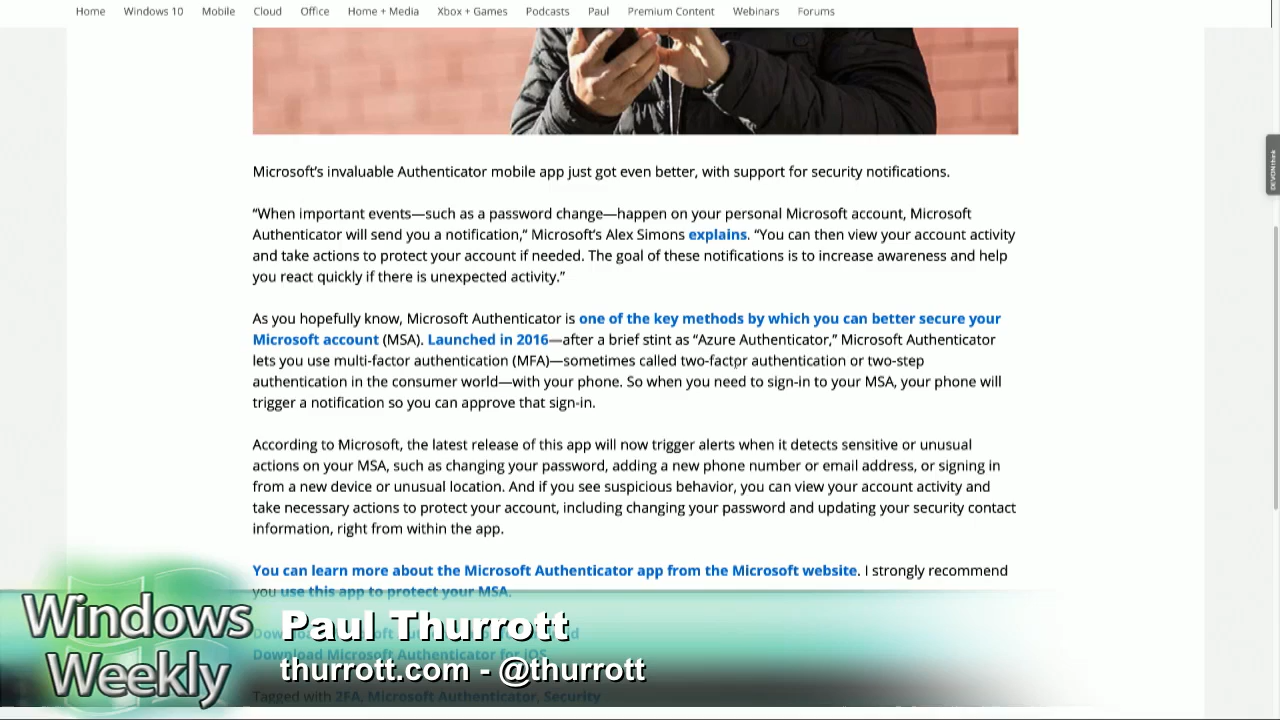 Home Windows 10 Mobile Cloud Office Home + Media Xbox + Games Podcasts Paul Premium Content Webinars Forums
Microsoft’s invaluable Authenticator mobile app just got even better, with support for security notifications.
“When important events—such as a password change—happen on your personal Microsoft account, Microsoft
Authenticator will send you a notification,” Microsoft’s Alex Simons explains. “You can then view your account activity
and take actions to protect your account if needed. The goal of these notifications is to increase awareness and help
you react quickly if there is unexpected activity.”
As you hopefully know, Microsoft Authenticator is one of the key methods by which you can better secure your
Microsoft account (MSA). Launched in 2016—after a brief stint as “Azure Authenticator,” Microsoft Authenticator
lets you use multi-factor authentication (MFA)—sometimes called two-factor authentication or two-step
authentication in the consumer world—with your phone. So when you need to sign-in to your MSA, your phone will
trigger a notification so you can approve that sign-in.
According to Microsoft, the latest release of this app will now trigger alerts when it detects sensitive or unusual
actions on your MSA, such as changing your password, adding a new phone number or email address, or signing in
from a new device or unusual location. And if you see suspicious behavior, you can view your account activity and
take necessary actions to protect your account, including changing your password and updating your security contact
information, right from within the app.
You can learn more about the Microsoft Authenticator app from the Microsoft website. I strongly recommend
you use this app to protect your MSA.
Download Microsoft Authenticator for iOS
Tagged with 2FA, Microsoft Authenticator, Security
Windows
Weekly
Paul Thurrott
thurrott.com - @thurrott